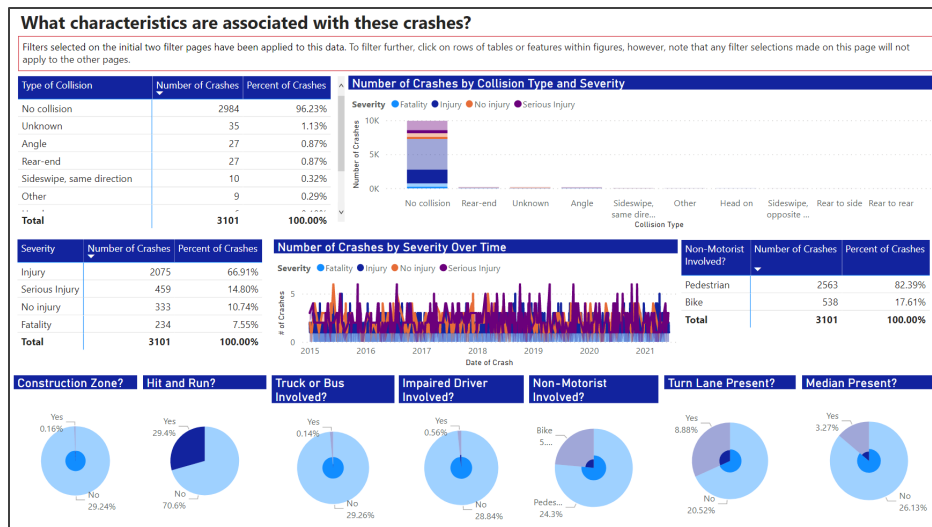 What characteristics are associated with these crashes?
Filters selected on the initial two filter pages have been applied to this data. To filter further, click on rows of tables or features within figures, however, note that any filter selections made on this page will not
apply to the other pages.
Type of Collision Number of Crashes Percent of Crashes
No collision 2984 96.23%
Unknown 35 1.13%
Angle 27 0.87%
Rear-end 27 0.87%
Sideswipe, same direction 10 0.32%
Other 9 0.29%
Total 3101 100.00%
Number of Crashes by Collision Type and Severity
Severity Fatality Injury No injury Serious Injury
Number of Crashes
10K
5K
0K
No collision Rear-end Unknown Angle Sideswipe, same dire... Other Head on Sideswipe, opposite ... Rear to side Rear to rear
Collision Type
Severity Number of Crashes Percent of Crashes
Injury 2075 66.91%
Serious Injury 459 14.80%
No injury 333 10.74%
Fatality 234 7.55%
Total 3101 100.00%
Number of Crashes by Severity Over Time
Severity Fatality Injury No injury Serious Injury
# of Crashes
5
0
2015 2016 2017 2018 2019 2020 2021
Date of Crash
Non-Motorist Involved? Number of Crashes Percent of Crashes
Pedestrian 2563 82.39%
Bike 538 17.61%
Total 3101 100.00%
Construction Zone?
Yes
0.16%
No
29.24%
Hit and Run?
Yes
29.4%
No
70.6%
Truck or Bus
Involved?
Yes
0.14%
No
29.26%
Impaired Driver
Involved?
Yes
0.56%
No
28.84%
Non-Motorist
Involved?
Bike
5....
Pedes...
24.3%
Turn Lane Present?
Yes
8.88%
No
20.52%
Median Present?
Yes
3.27%
No
26.13%